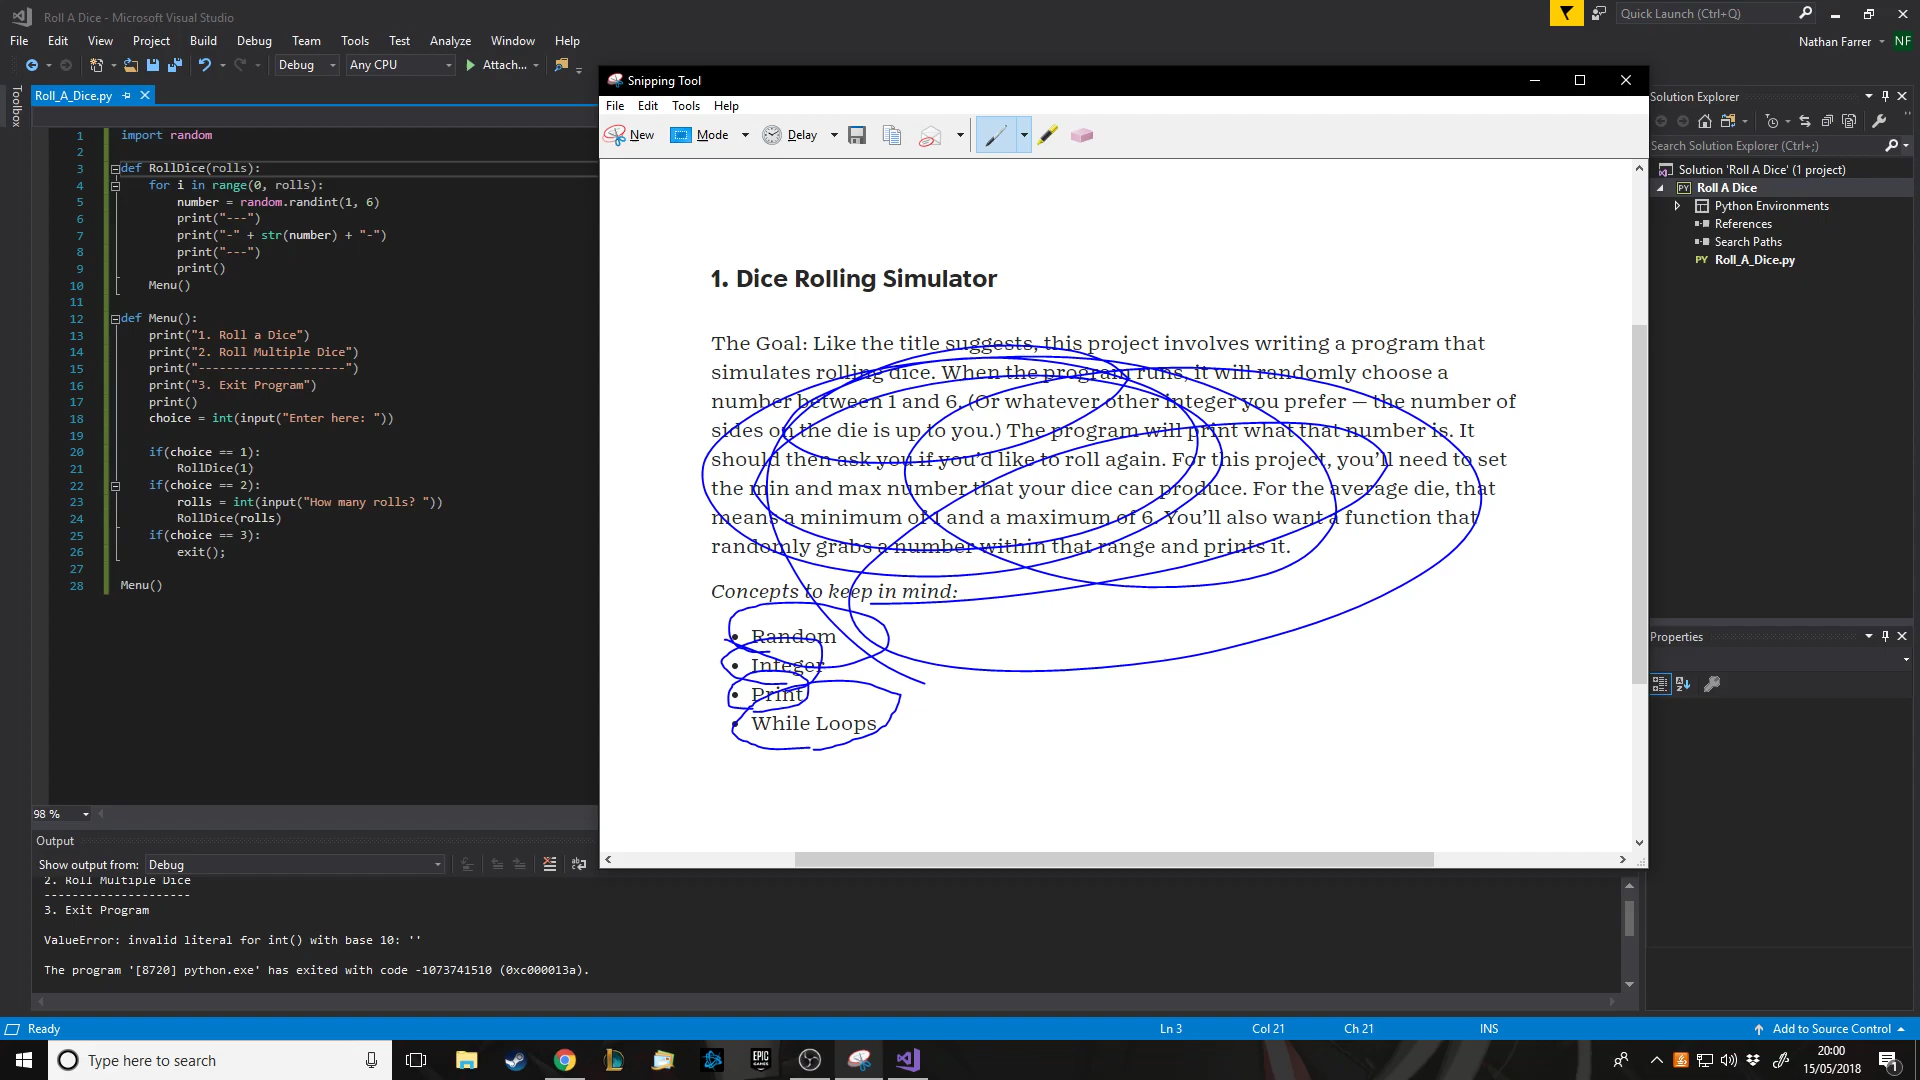 Roll A Dice - Microsoft Visual Studio
Quick Launch (Ctrl+Q)
File Edit View Project Build Debug Team Tools Test Analyze Window Help
Nathan Farrer NF
Debug Any CPU Attach...
Toolbox
Roll_A_Dice.py
1 import random
2
3 def RollDice(rolls):
4 for i in range(0, rolls):
5 number = random.randint(1, 6)
6 print("---")
7 print("-" + str(number) + "-")
8 print("---")
9 print()
10 Menu()
11
12 def Menu():
13 print("1. Roll a Dice")
14 print("2. Roll Multiple Dice")
15 print("---------------------")
16 print("3. Exit Program")
17 print()
18 choice = int(input("Enter here: "))
19
20 if(choice == 1):
21 RollDice(1)
22 if(choice == 2):
23 rolls = int(input("How many rolls? "))
24 RollDice(rolls)
25 if(choice == 3):
26 exit();
27
28 Menu()
98 %
Snipping Tool
File Edit Tools Help
New Mode Delay
1. Dice Rolling Simulator
The Goal: Like the title suggests, this project involves writing a program that
simulates rolling dice. When the program runs, it will randomly choose a
number between 1 and 6. (Or whatever other integer you prefer — the number of
sides on the die is up to you.) The program will print what that number is. It
should then ask you if you’d like to roll again. For this project, you’ll need to set
the min and max number that your dice can produce. For the average die, that
means a minimum of 1 and a maximum of 6. You’ll also want a function that
randomly grabs a number within that range and prints it.
Concepts to keep in mind:
• Random
• Integer
• Print
• While Loops
Solution Explorer
Search Solution Explorer (Ctrl+;)
Solution 'Roll A Dice' (1 project)
PY Roll A Dice
Python Environments
References
Search Paths
PY Roll_A_Dice.py
Properties
Output
Show output from: Debug
2. Roll Multiple Dice
---------------------
3. Exit Program
ValueError: invalid literal for int() with base 10: ''
The program '[8720] python.exe' has exited with code -1073741510 (0xc000013a).
Ready Ln 3 Col 21 Ch 21 INS Add to Source Control
Type here to search
EPIC GAMES
20:00
15/05/2018
1